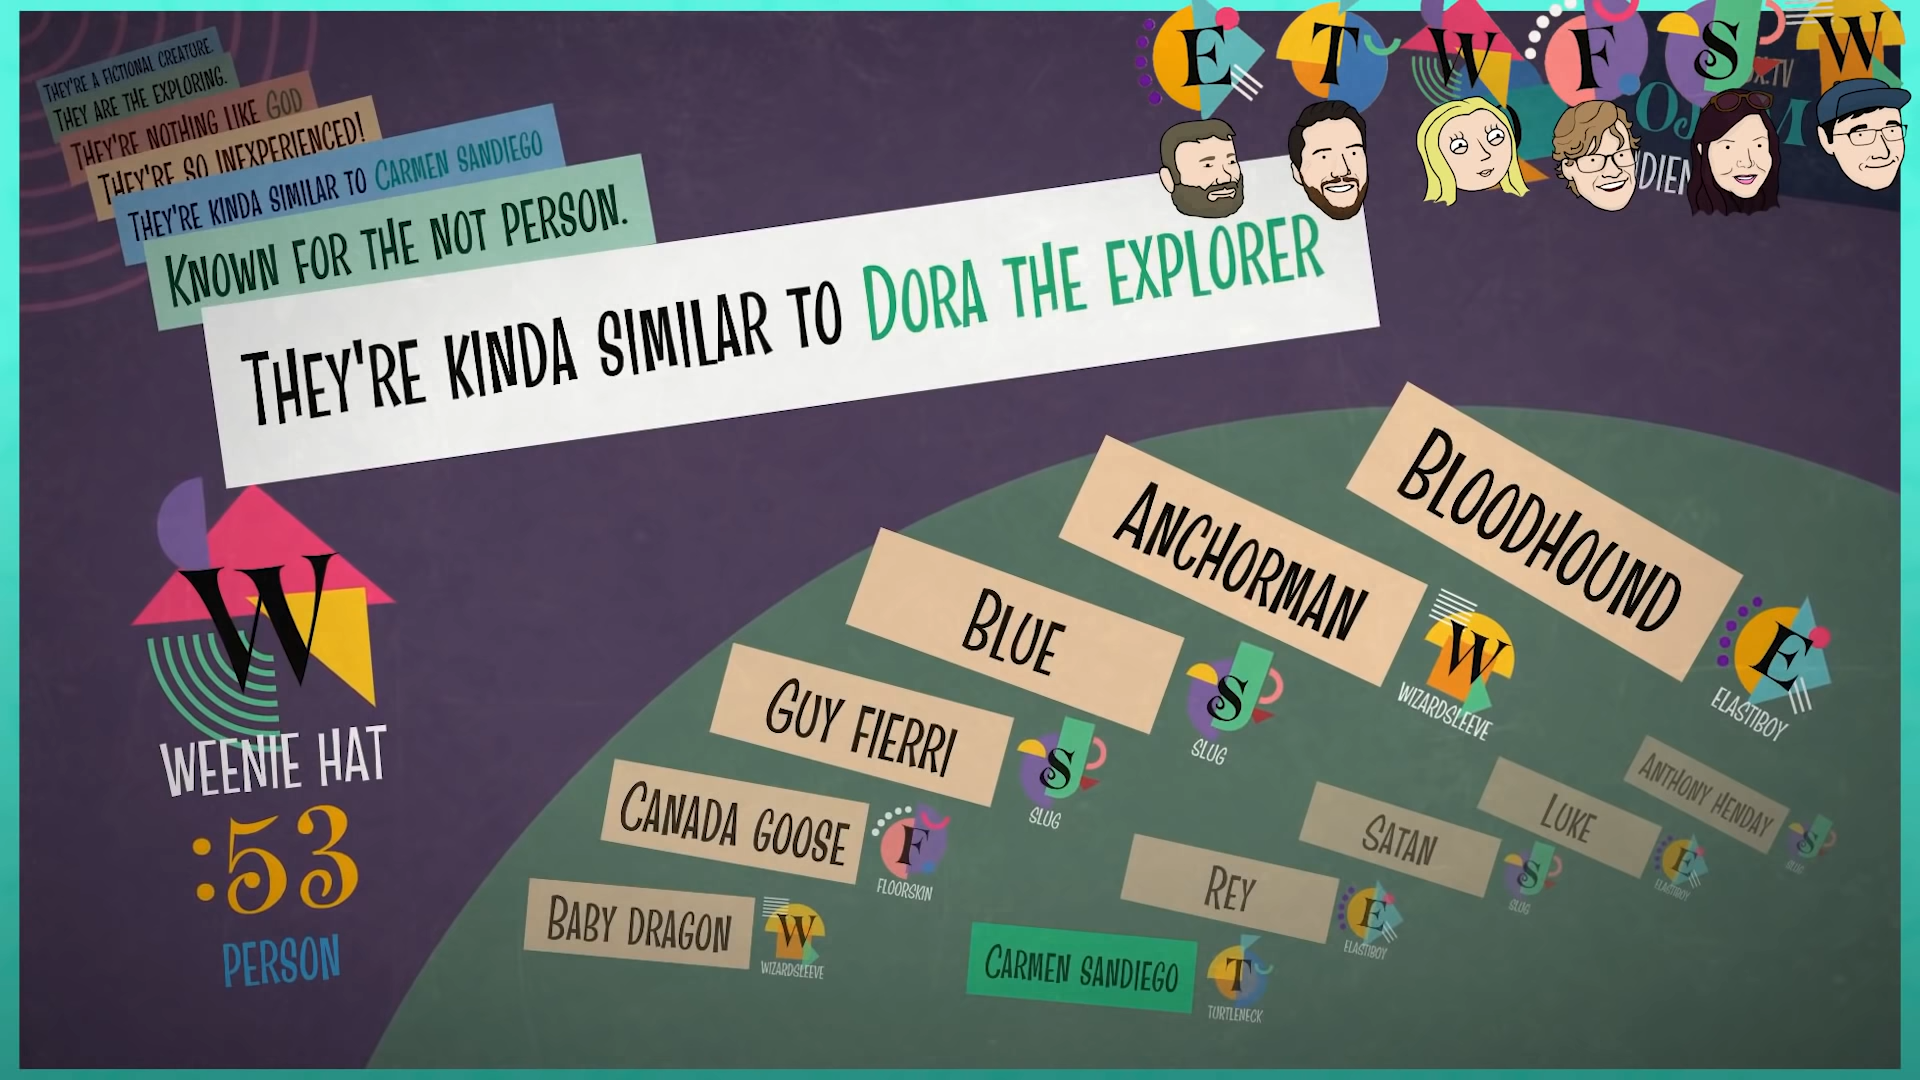 THEY'RE A FICTIONAL CREATURE.
THEY ARE THE EXPLORING.
THEY'RE NOTHING LIKE GOD
THEY'RE SO INEXPERIENCED!
THEY'RE KINDA SIMILAR TO CARMEN SANDIEGO
KNOWN FOR THE NOT PERSON.
THEY'RE KINDA SIMILAR TO DORA THE EXPLORER
E
T
W
F
S
W
.TV
W
WEENIE HAT
:53
PERSON
BLOODHOUND
E
ELASTIBOY
ANCHORMAN
W
WIZARDSLEEVE
BLUE
S
SLUG
GUY FIERRI
S
SLUG
CANADA GOOSE
F
FLOORSKIN
BABY DRAGON
W
WIZARDSLEEVE
ANTHONY HENDAY
S
SLUG
LUKE
E
ELASTIBOY
SATAN
S
SLUG
REY
E
ELASTIBOY
CARMEN SANDIEGO
T
TURTLENECK